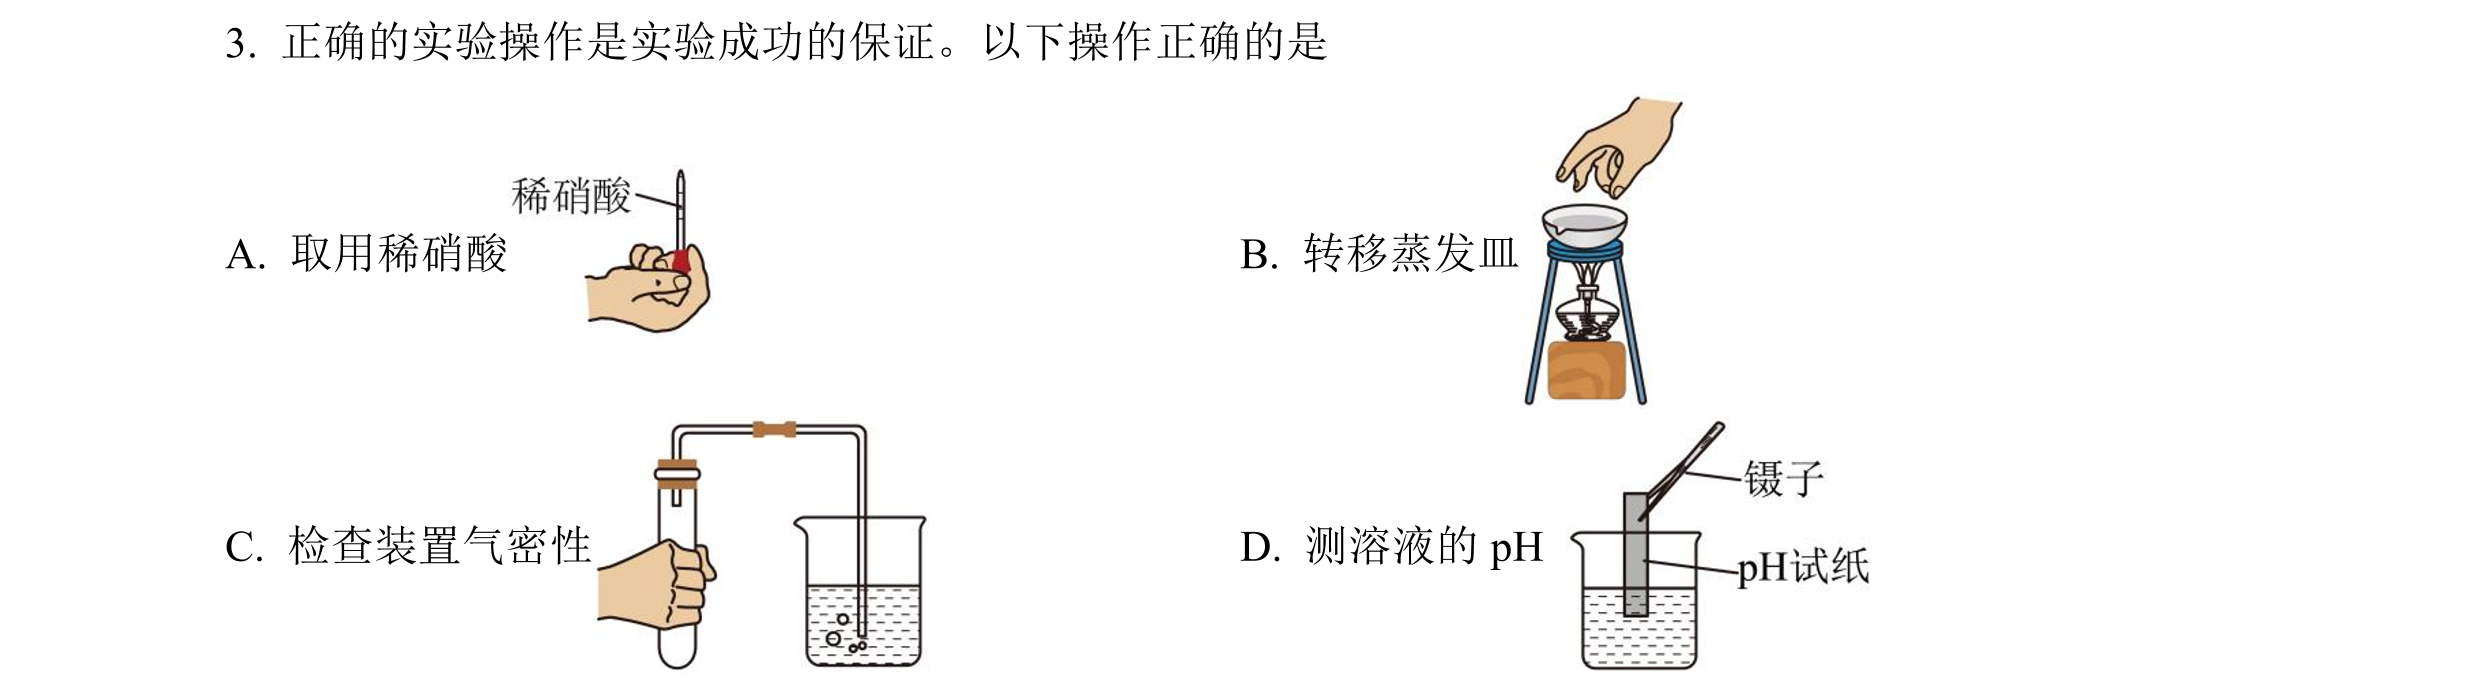 3. 正确的实验操作是实验成功的保证。以下操作正确的是
稀硝酸
A. 取用稀硝酸
B. 转移蒸发皿
C. 检查装置气密性
D. 测溶液的 pH
镊子
pH试纸